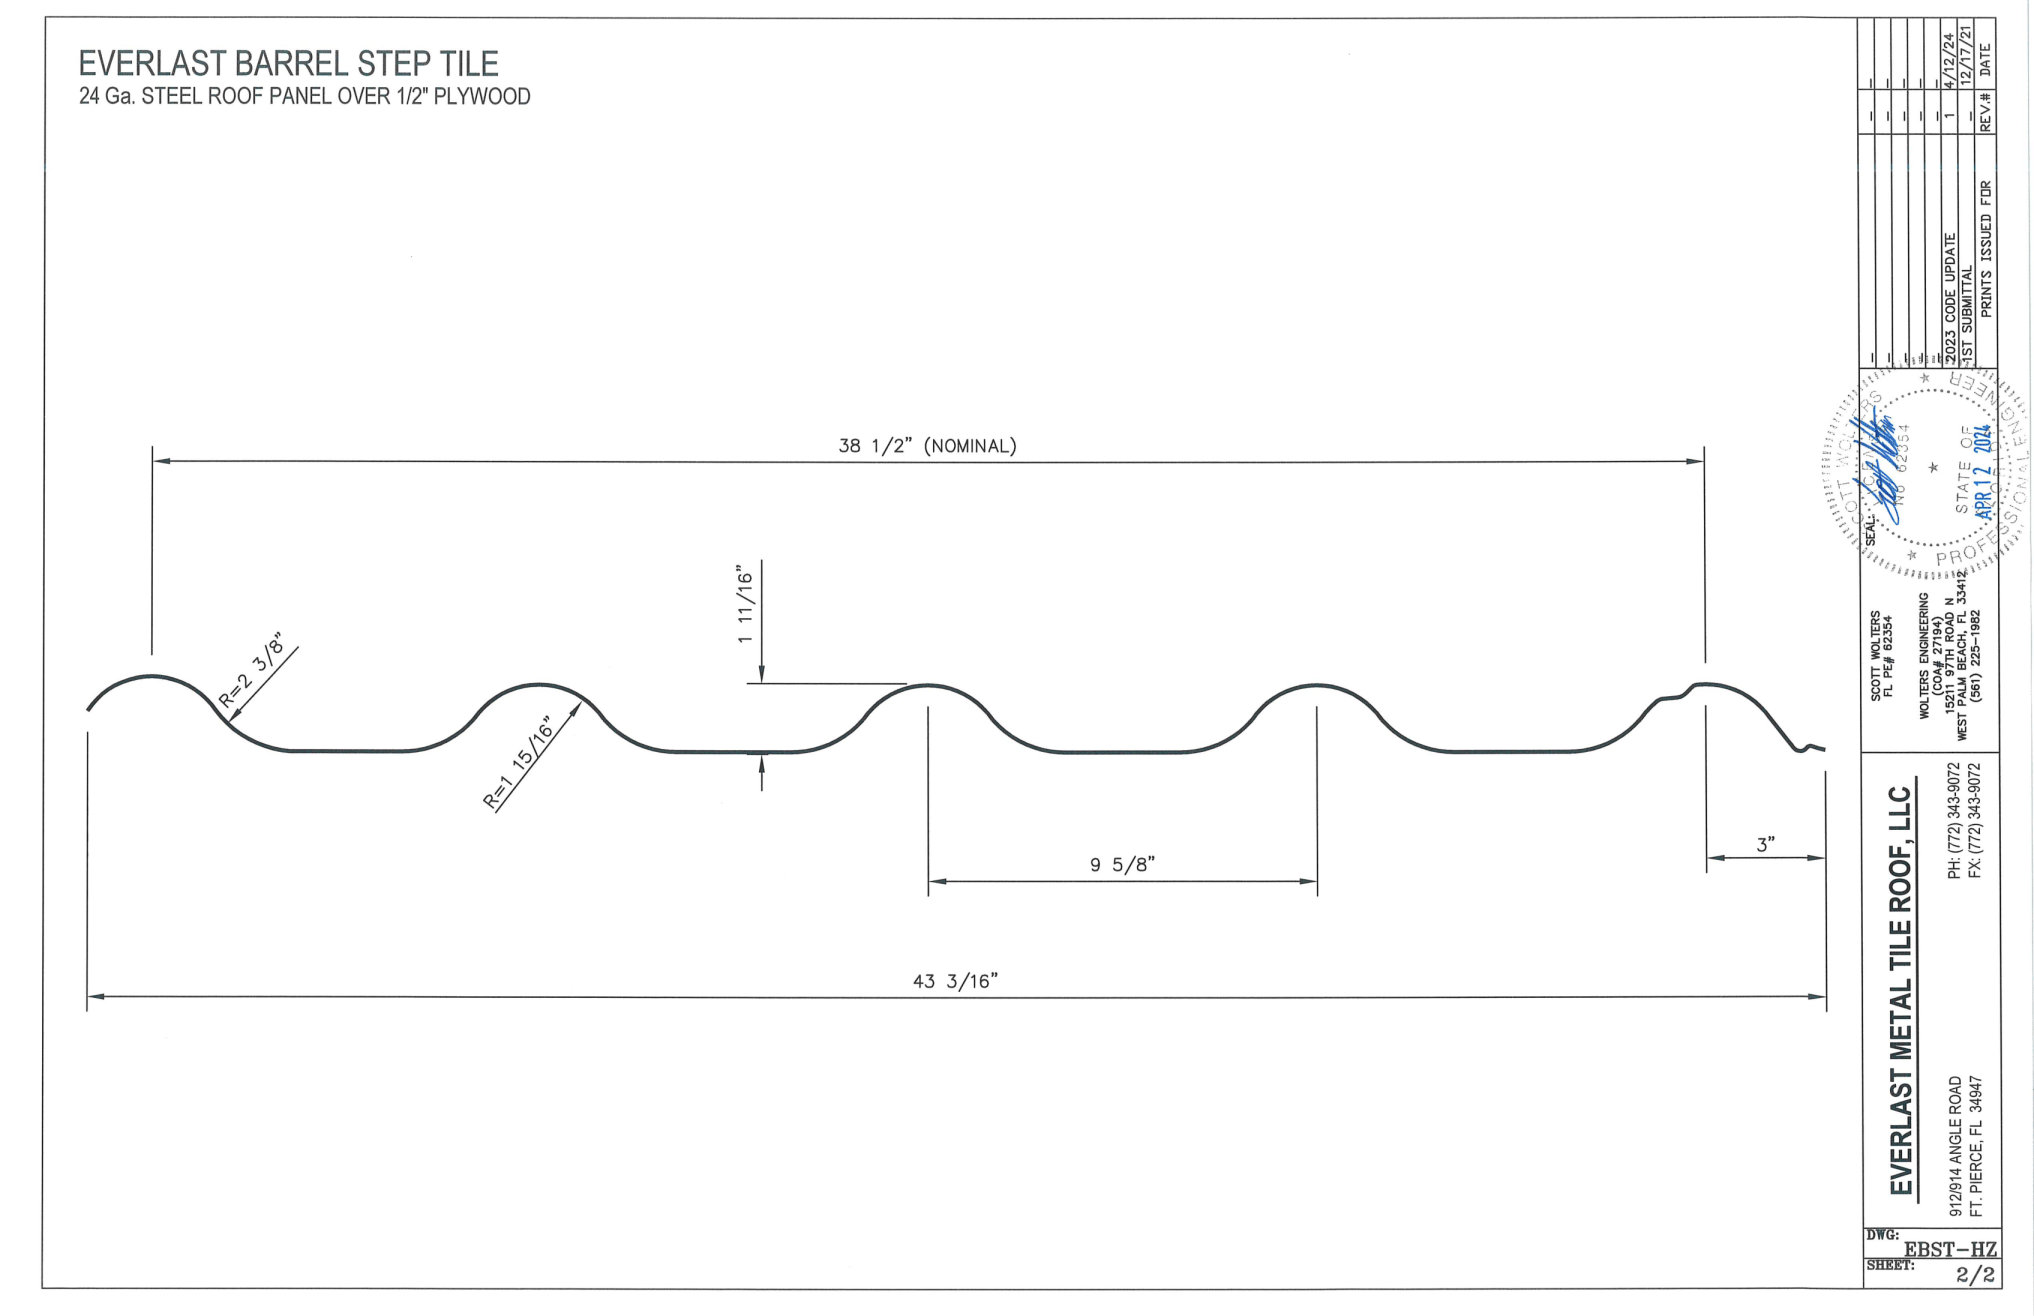 EVERLAST BARREL STEP TILE
24 Ga. STEEL ROOF PANEL OVER 1/2" PLYWOOD
38 1/2" (NOMINAL)
1 11/16"
R=2 3/8"
R=1 15/16"
9 5/8"
3"
43 3/16"
- - 
- - 
- - 
- - 
- - 
4/12/24
12/17/21
DATE
- 
- 
- 
- 
- 
1
-
REV.#
2023 CODE UPDATE
1ST SUBMITTAL
PRINTS ISSUED FOR
SEAL:
SCOTT WOLTERS
No 62354
STATE OF
PROFESSIONAL ENGINEER
APR 12 2024
SCOTT WOLTERS
FL PE# 62354
WOLTERS ENGINEERING
(COA# 27194)
15211 97TH ROAD N
WEST PALM BEACH, FL 33412
(561) 225-1982
EVERLAST METAL TILE ROOF, LLC
PH: (772) 343-9072
FX: (772) 343-9072
912/914 ANGLE ROAD
FT. PIERCE, FL 34947
DWG:
EBST-HZ
SHEET:
2/2